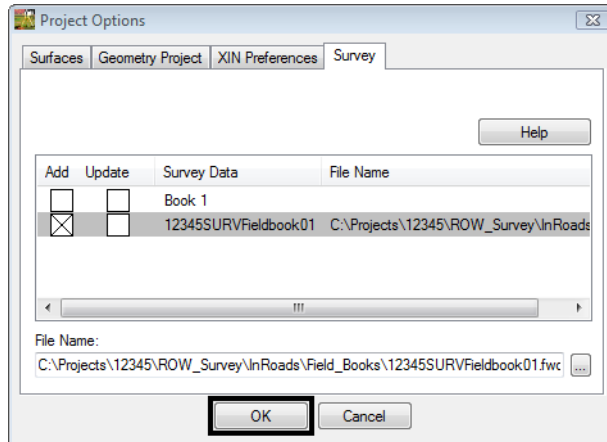 Project Options
Surfaces Geometry Project XIN Preferences Survey
Help
Add Update Survey Data File Name
Book 1
12345SURVFieldbook01 C:\Projects\12345\ROW_Survey\InRoads
File Name:
C:\Projects\12345\ROW_Survey\InRoads\Field_Books\12345SURVFieldbook01.fwd ...
OK Cancel